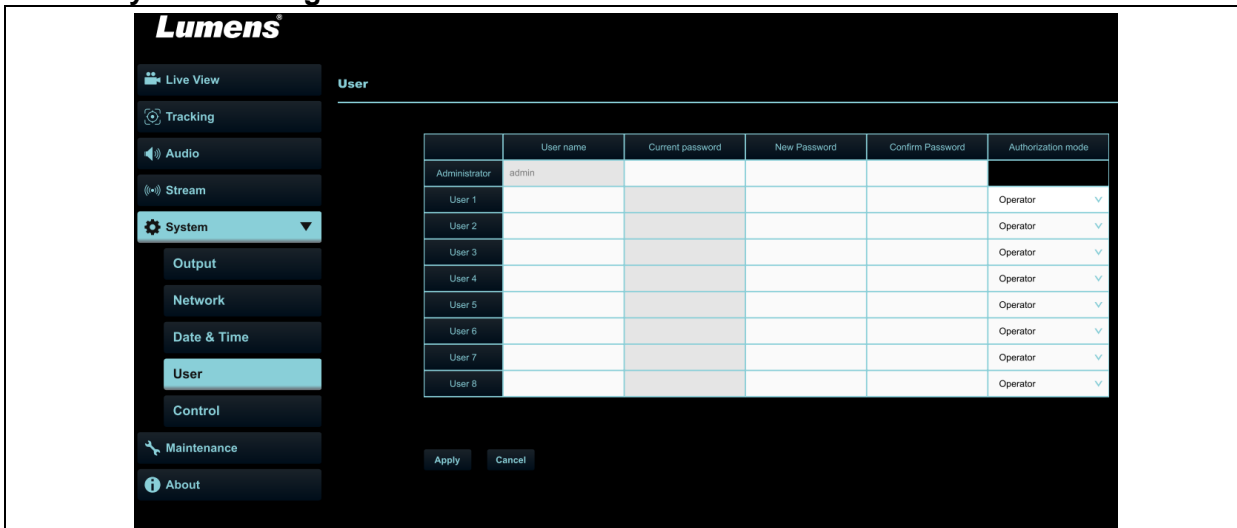 Lumens®
Live View
Tracking
Audio
Stream
System
Output
Network
Date & Time
User
Control
Maintenance
About
User
User name Current password New Password Confirm Password Authorization mode
Administrator admin
User 1 Operator
User 2 Operator
User 3 Operator
User 4 Operator
User 5 Operator
User 6 Operator
User 7 Operator
User 8 Operator
Apply Cancel